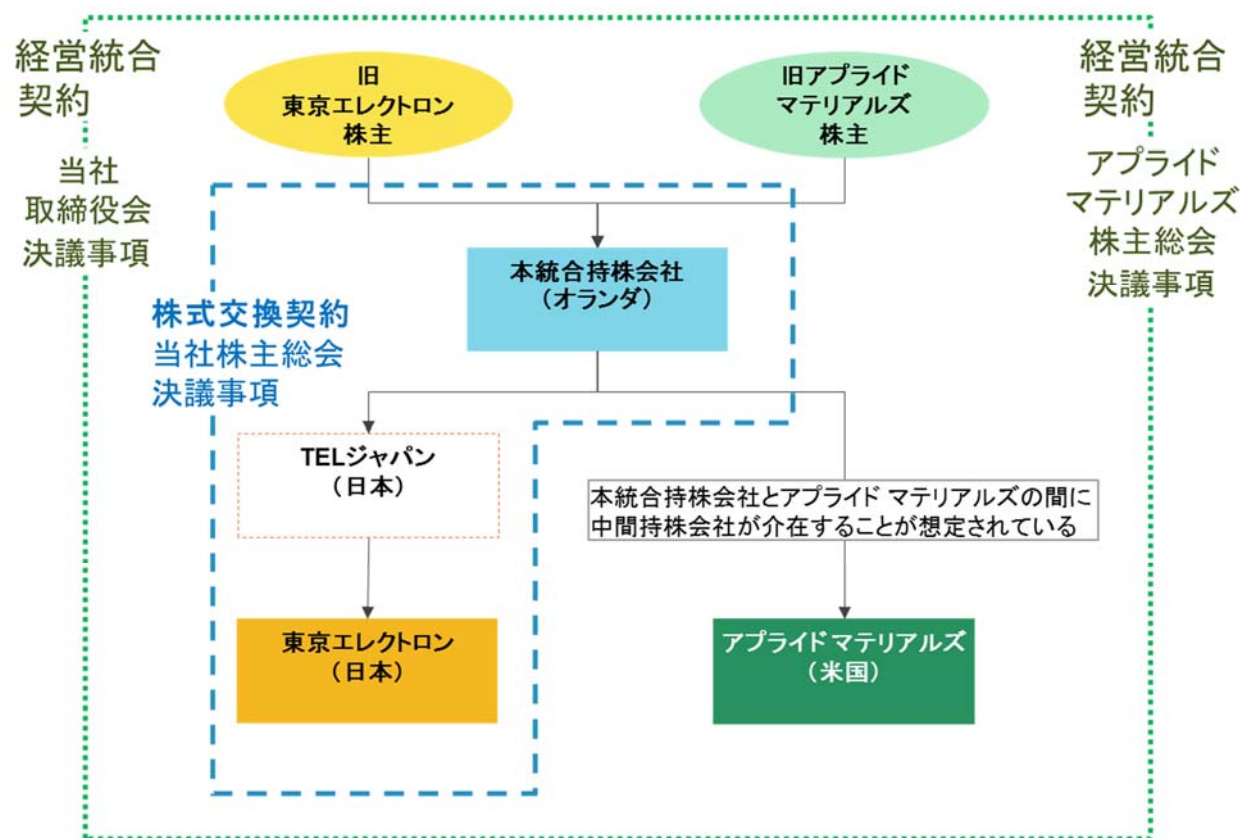 経営統合
契約
当社
取締役会
決議事項
旧
東京エレクトロン
株主
旧アプライド
マテリアルズ
株主
経営統合
契約
アプライド
マテリアルズ
株主総会
決議事項
本統合持株会社
（オランダ）
株式交換契約
当社株主総会
決議事項
TELジャパン
（日本）
本統合持株会社とアプライド マテリアルズの間に
中間持株会社が介在することが想定されている
東京エレクトロン
（日本）
アプライド マテリアルズ
（米国）